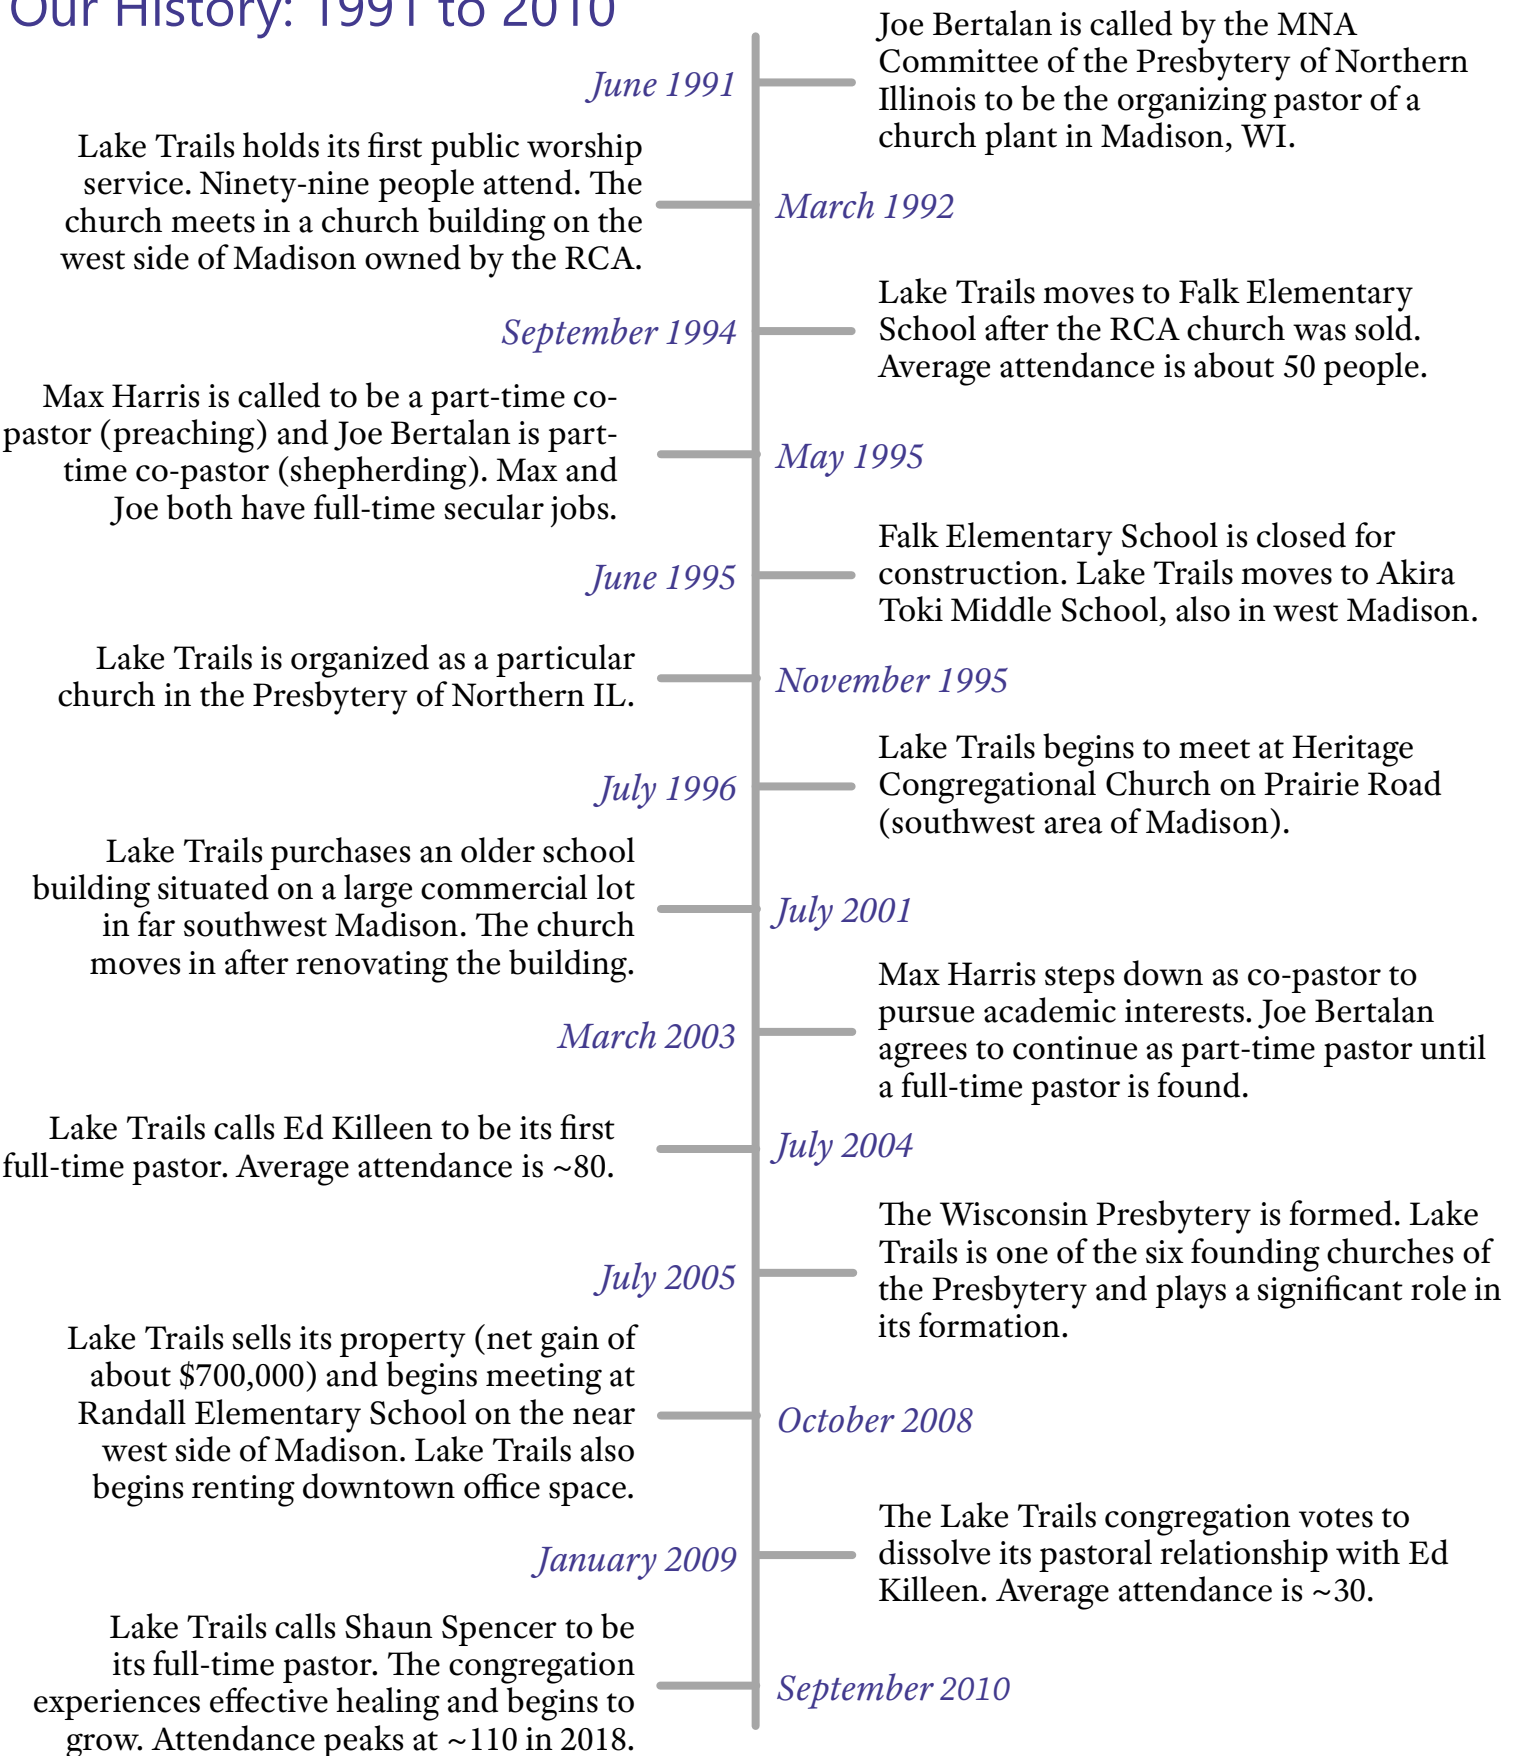 Our History: 1991 to 2010
June 1991
Joe Bertalan is called by the MNA
Committee of the Presbytery of Northern
Illinois to be the organizing pastor of a
church plant in Madison, WI.
March 1992
Lake Trails holds its first public worship
service. Ninety-nine people attend. The
church meets in a church building on the
west side of Madison owned by the RCA.
September 1994
Lake Trails moves to Falk Elementary
School after the RCA church was sold.
Average attendance is about 50 people.
May 1995
Max Harris is called to be a part-time co-
pastor (preaching) and Joe Bertalan is part-
time co-pastor (shepherding). Max and
Joe both have full-time secular jobs.
June 1995
Falk Elementary School is closed for
construction. Lake Trails moves to Akira
Toki Middle School, also in west Madison.
November 1995
Lake Trails is organized as a particular
church in the Presbytery of Northern IL.
July 1996
Lake Trails begins to meet at Heritage
Congregational Church on Prairie Road
(southwest area of Madison).
July 2001
Lake Trails purchases an older school
building situated on a large commercial lot
in far southwest Madison. The church
moves in after renovating the building.
March 2003
Max Harris steps down as co-pastor to
pursue academic interests. Joe Bertalan
agrees to continue as part-time pastor until
a full-time pastor is found.
July 2004
Lake Trails calls Ed Killeen to be its first
full-time pastor. Average attendance is ~80.
July 2005
The Wisconsin Presbytery is formed. Lake
Trails is one of the six founding churches of
the Presbytery and plays a significant role in
its formation.
October 2008
Lake Trails sells its property (net gain of
about $700,000) and begins meeting at
Randall Elementary School on the near
west side of Madison. Lake Trails also
begins renting downtown office space.
January 2009
The Lake Trails congregation votes to
dissolve its pastoral relationship with Ed
Killeen. Average attendance is ~30.
September 2010
Lake Trails calls Shaun Spencer to be
its full-time pastor. The congregation
experiences effective healing and begins to
grow. Attendance peaks at ~110 in 2018.